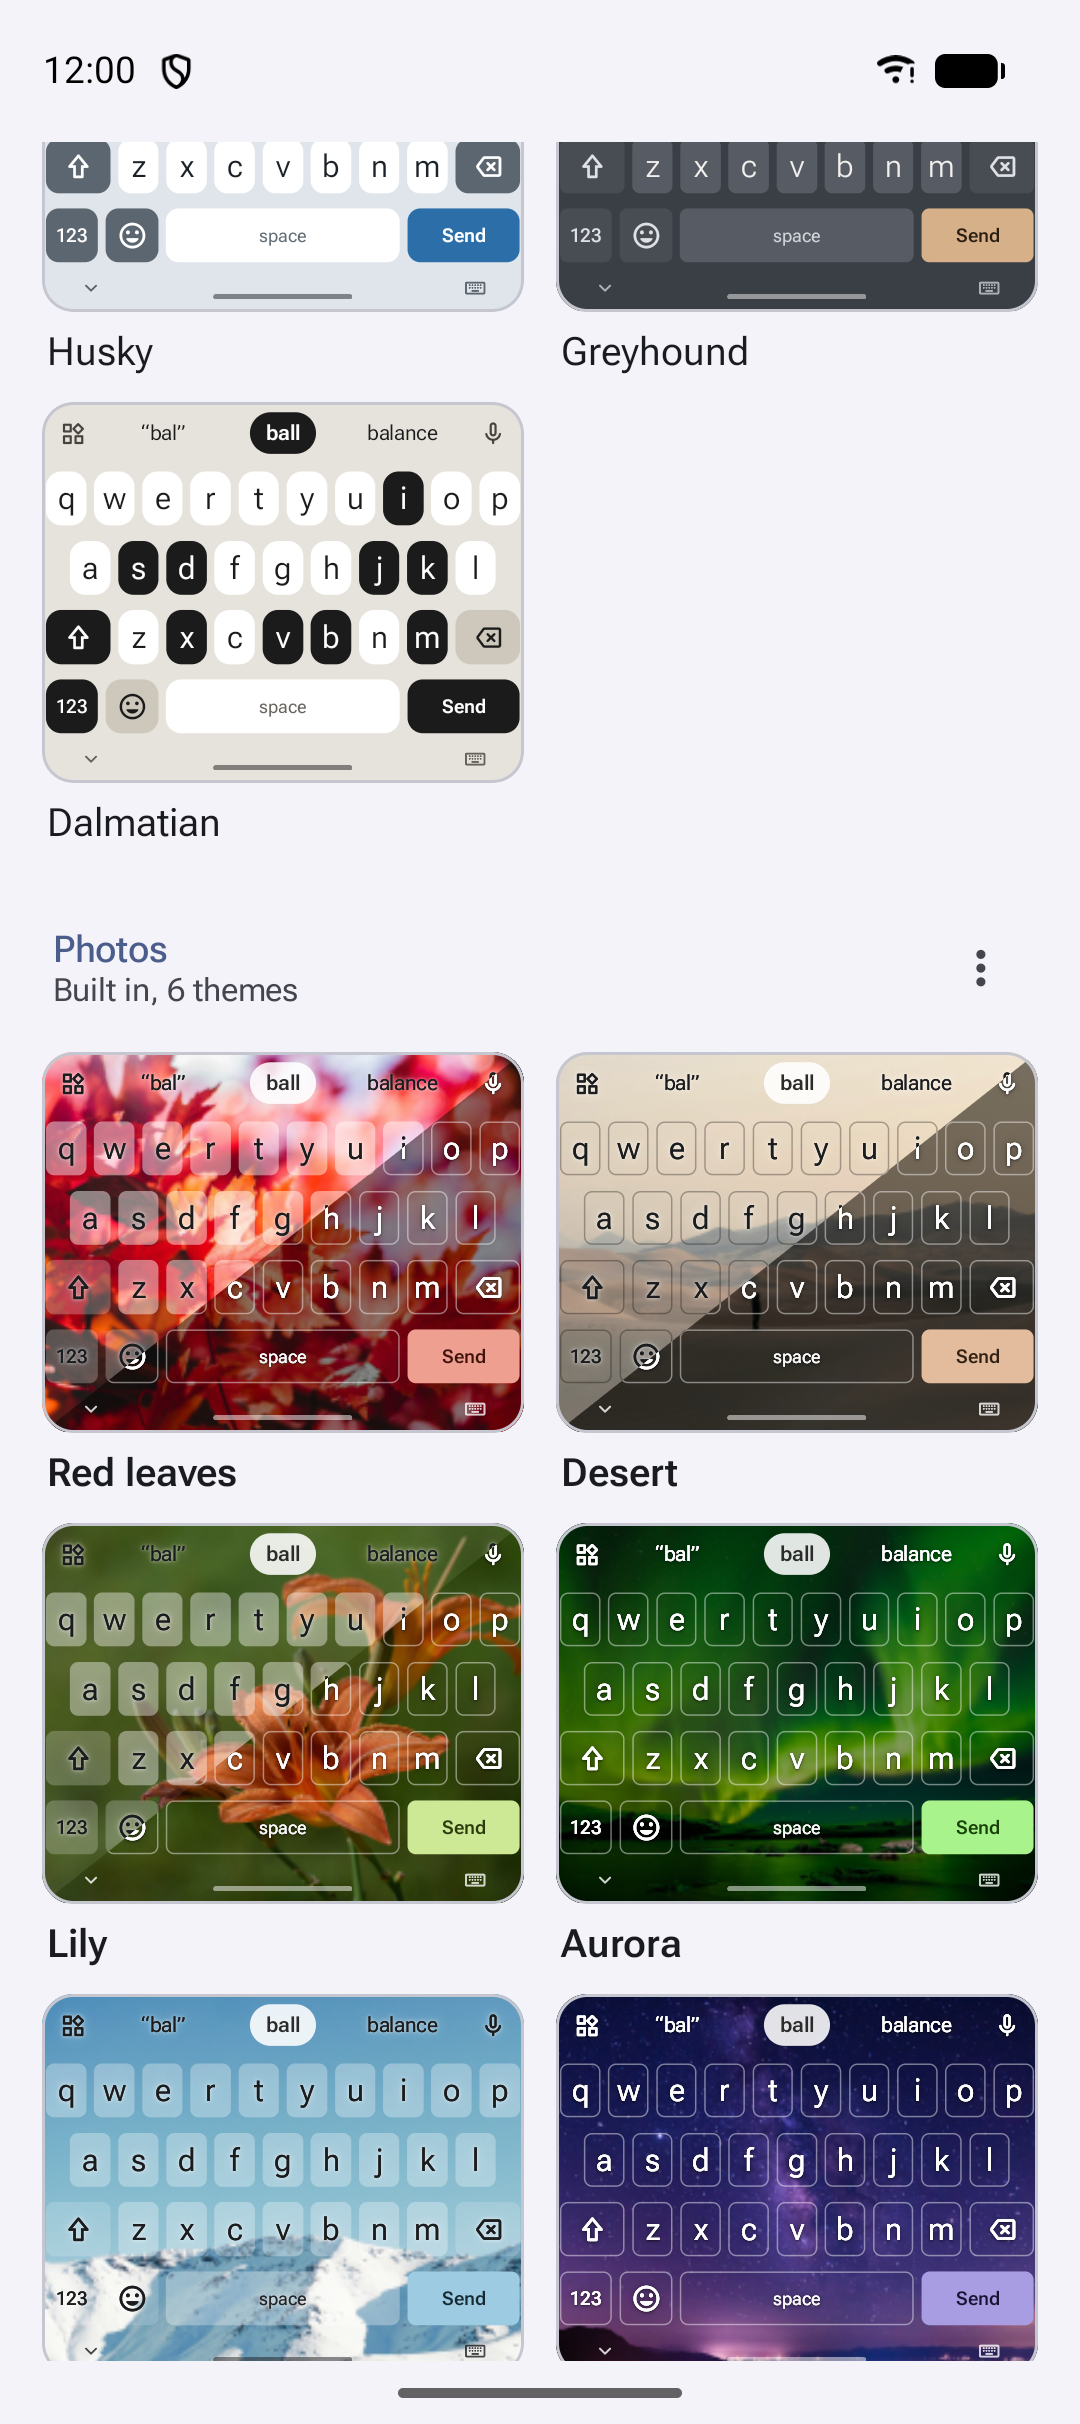 12:00
z x c v b n m
123 space Send
z x c v b n m
123 space Send
Husky
Greyhound
“bal” ball balance
q w e r t y u i o p
a s d f g h j k l
z x c v b n m
123 space Send
Dalmatian
Photos
Built in, 6 themes
“bal” ball balance
q w e r t y u i o p
a s d f g h j k l
z x c v b n m
123 space Send
“bal” ball balance
q w e r t y u i o p
a s d f g h j k l
z x c v b n m
123 space Send
Red leaves
Desert
“bal” ball balance
q w e r t y u i o p
a s d f g h j k l
z x c v b n m
123 space Send
“bal” ball balance
q w e r t y u i o p
a s d f g h j k l
z x c v b n m
123 space Send
Lily
Aurora
“bal” ball balance
q w e r t y u i o p
a s d f g h j k l
z x c v b n m
123 space Send
“bal” ball balance
q w e r t y u i o p
a s d f g h j k l
z x c v b n m
123 space Send